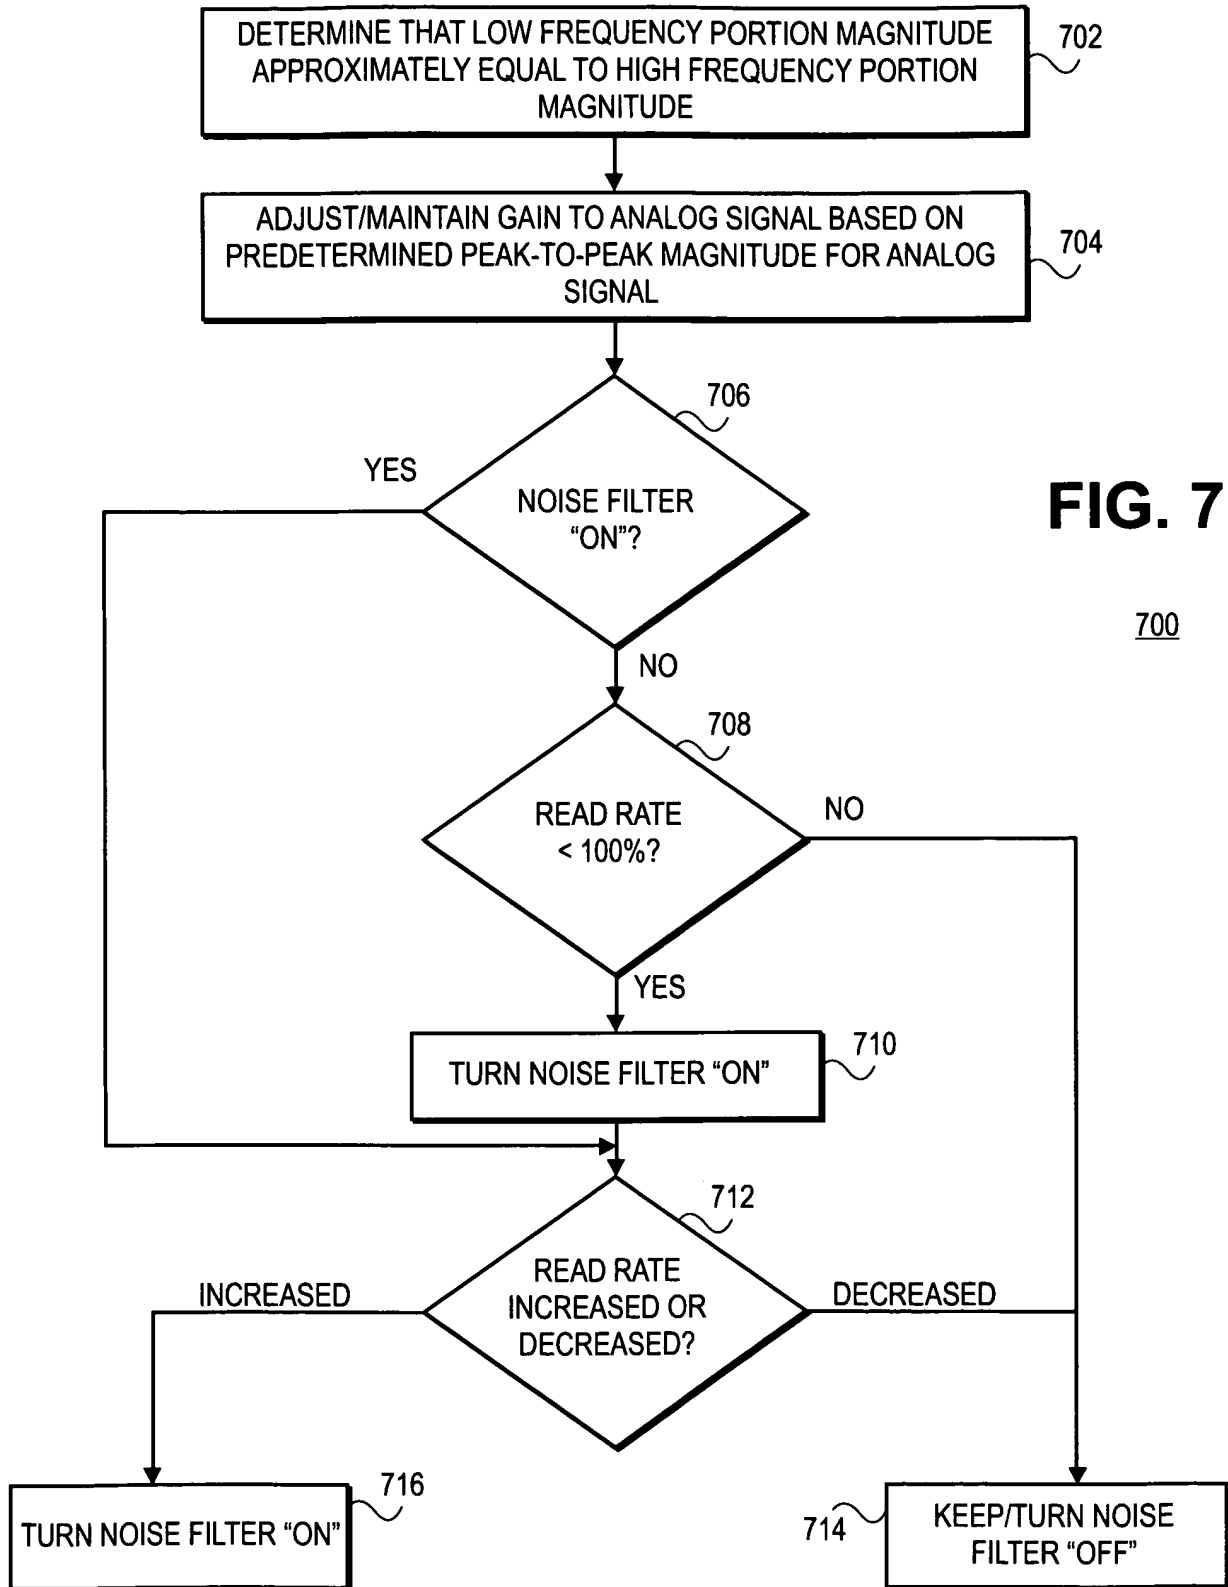 DETERMINE THAT LOW FREQUENCY PORTION MAGNITUDE
APPROXIMATELY EQUAL TO HIGH FREQUENCY PORTION
MAGNITUDE
702
ADJUST/MAINTAIN GAIN TO ANALOG SIGNAL BASED ON
PREDETERMINED PEAK-TO-PEAK MAGNITUDE FOR ANALOG
SIGNAL
704
706
YES
NOISE FILTER
“ON”?
FIG. 7
700
NO
708
READ RATE
< 100%?
NO
YES
TURN NOISE FILTER “ON”
710
712
READ RATE
INCREASED OR
DECREASED?
INCREASED
DECREASED
TURN NOISE FILTER “ON”
716
714
KEEP/TURN NOISE
FILTER “OFF”